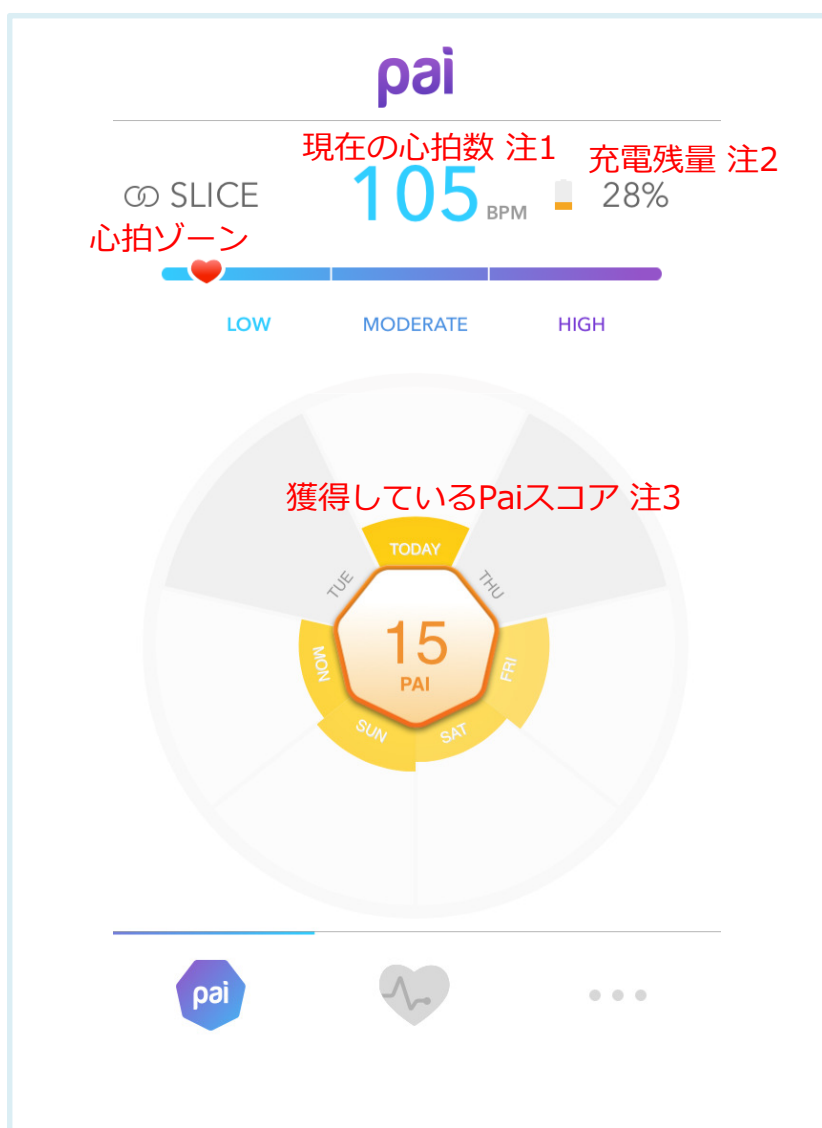 pai
現在の心拍数 注1
充電残量 注2
SLICE
105 BPM
28%
心拍ゾーン
LOW
MODERATE
HIGH
獲得しているPaiスコア 注3
TODAY
TUE
THU
15
PAI
MON
FRI
SUN
SAT
pai